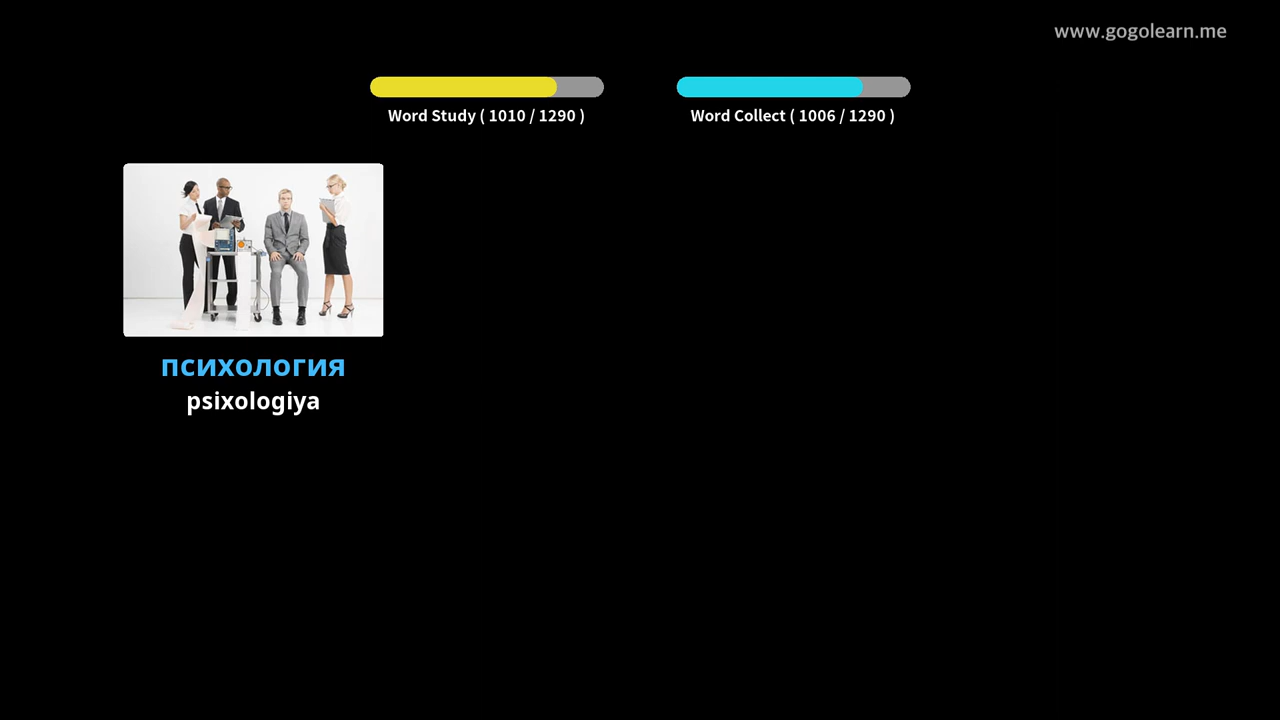 www.gogolearn.me
Word Study ( 1010 / 1290 )
Word Collect ( 1006 / 1290 )
психология
psixologiya